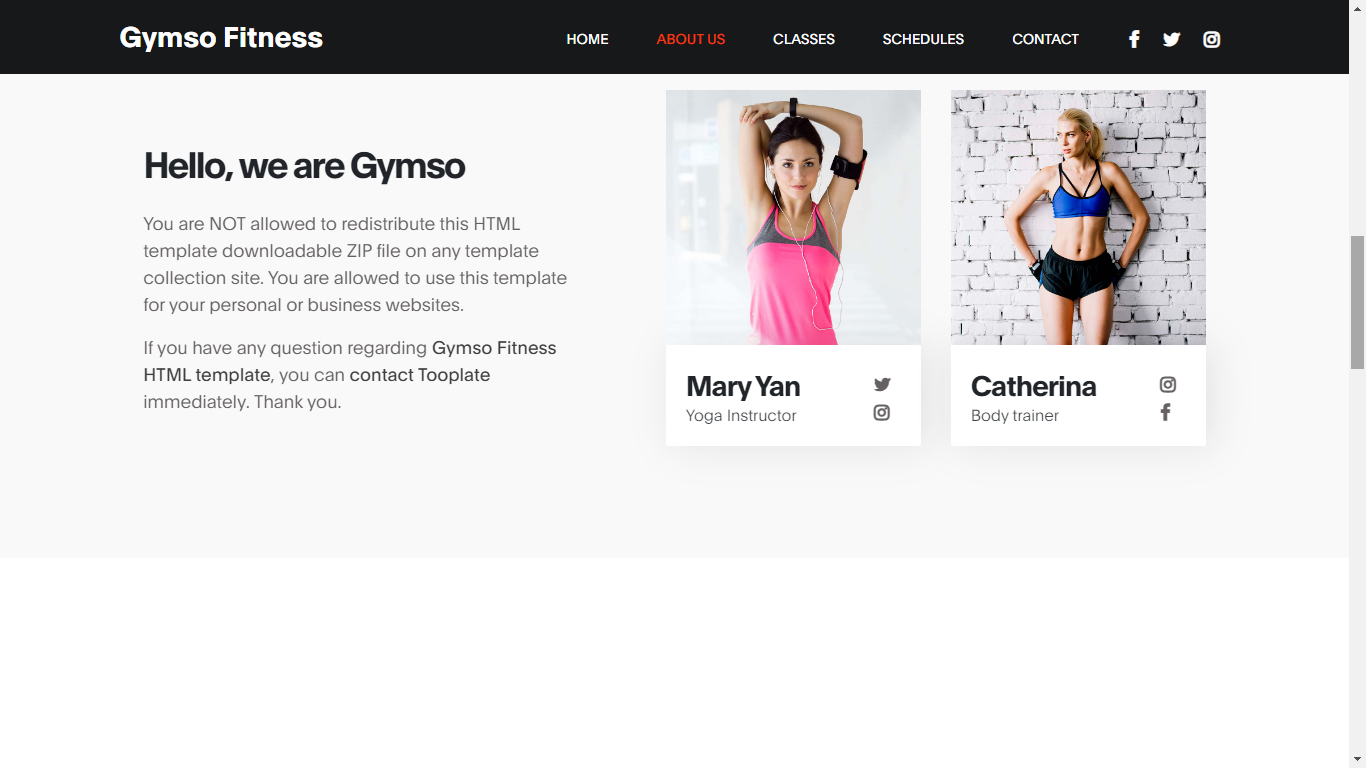 Gymso Fitness
HOME
ABOUT US
CLASSES
SCHEDULES
CONTACT
Hello, we are Gymso
You are NOT allowed to redistribute this HTML
template downloadable ZIP file on any template
collection site. You are allowed to use this template
for your personal or business websites.
If you have any question regarding Gymso Fitness
HTML template, you can contact Tooplate
immediately. Thank you.
Mary Yan
Yoga Instructor
Catherina
Body trainer